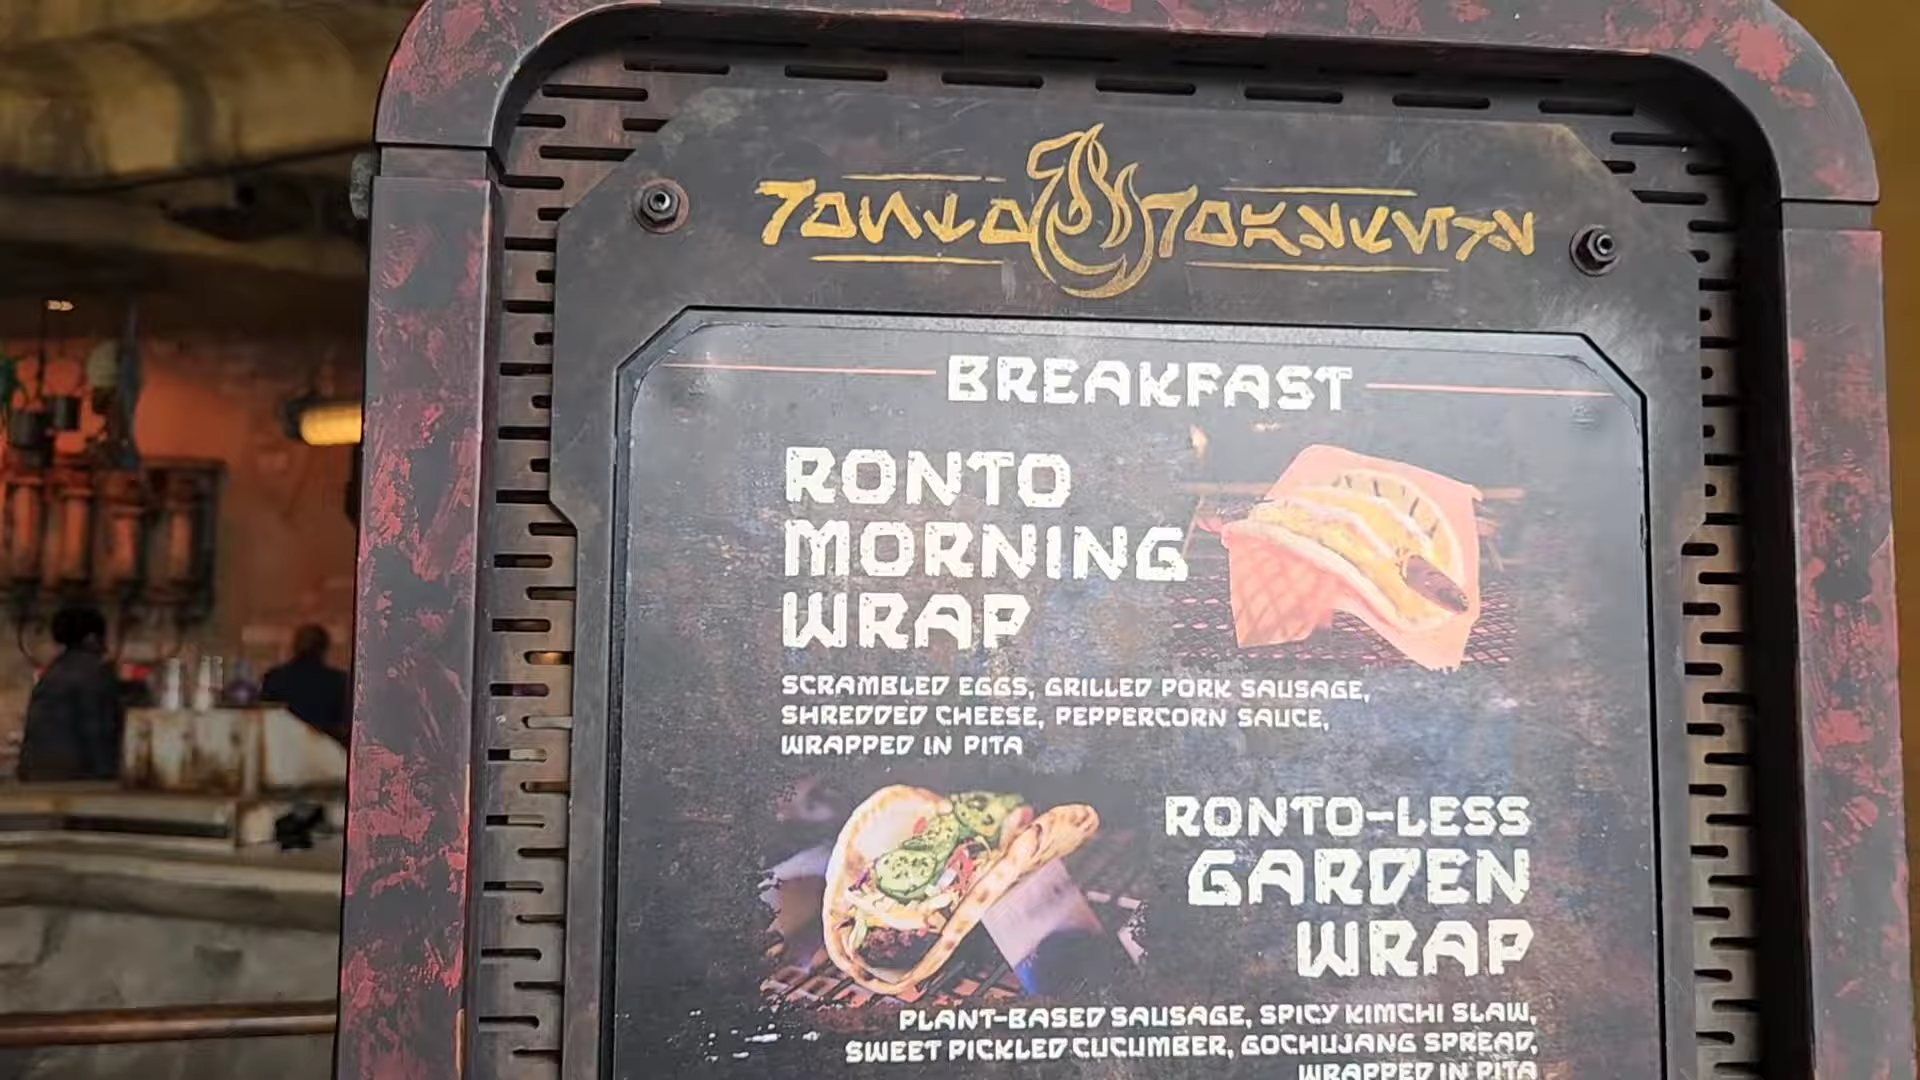 BREAKFAST
RONTO
MORNING
WRAP
SCRAMBLED EGGS, GRILLED PORK SAUSAGE,
SHREDDED CHEESE, PEPPERCORN SAUCE,
WRAPPED IN PITA
RONTO-LESS
GARDEN
WRAP
PLANT-BASED SAUSAGE, SPICY KIMCHI SLAW,
SWEET PICKLED CUCUMBER, GOCHUJANG SPREAD,
WRAPPED IN PITA